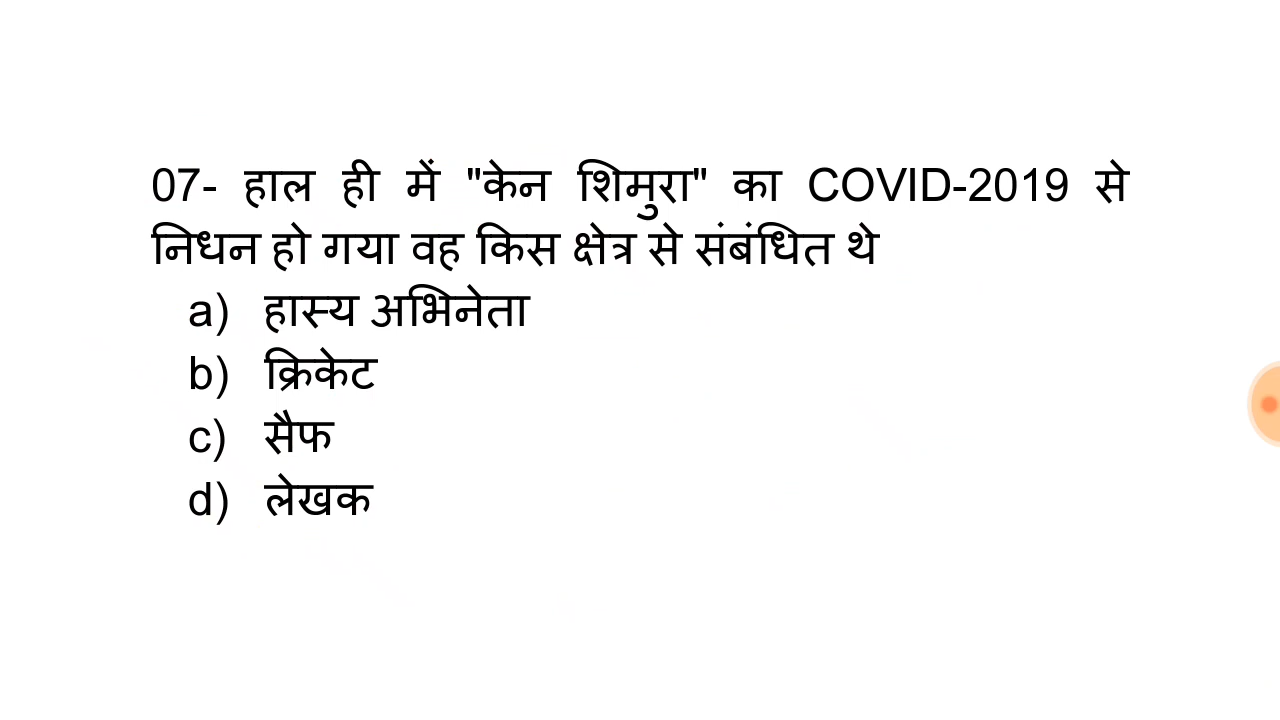 07- हाल ही में "केन शिमुरा" का COVID-2019 से
निधन हो गया वह किस क्षेत्र से संबंधित थे
a) हास्य अभिनेता
b) क्रिकेट
c) सैफ
d) लेखक